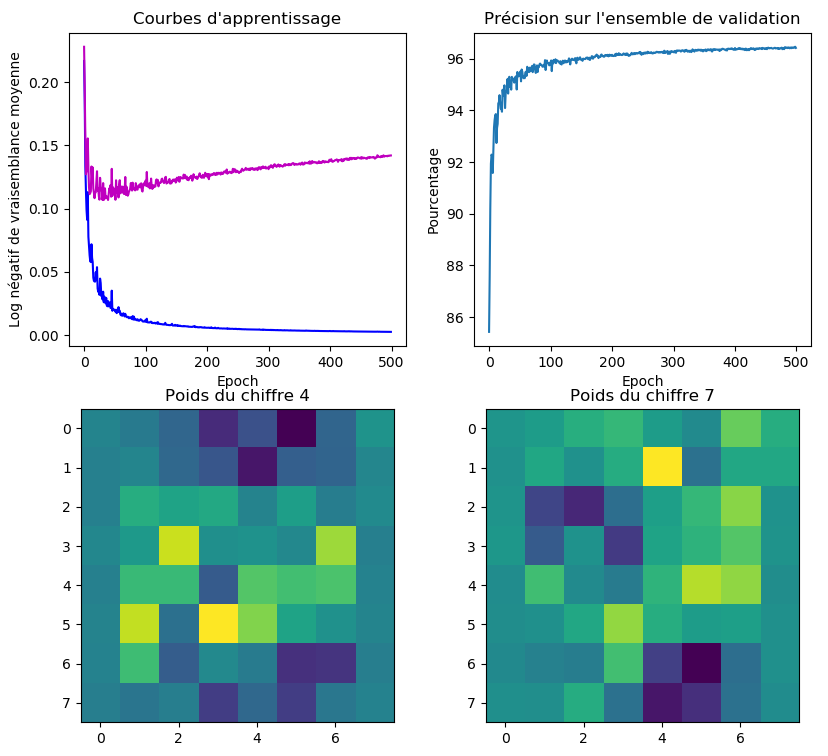 Courbes d'apprentissage
Log négatif de vraisemblance moyenne
0.20
0.15
0.10
0.05
0.00
0 100 200 300 400 500
Epoch
Précision sur l'ensemble de validation
Pourcentage
96
94
92
90
88
86
0 100 200 300 400 500
Epoch
Poids du chiffre 4
0
1
2
3
4
5
6
7
0 2 4 6
Poids du chiffre 7
0
1
2
3
4
5
6
7
0 2 4 6